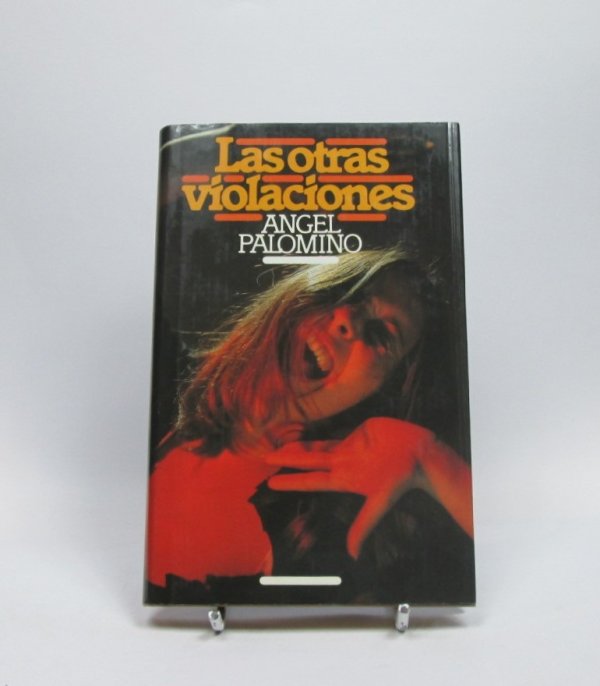 Las otras
violaciones
ANGEL
PALOMINO